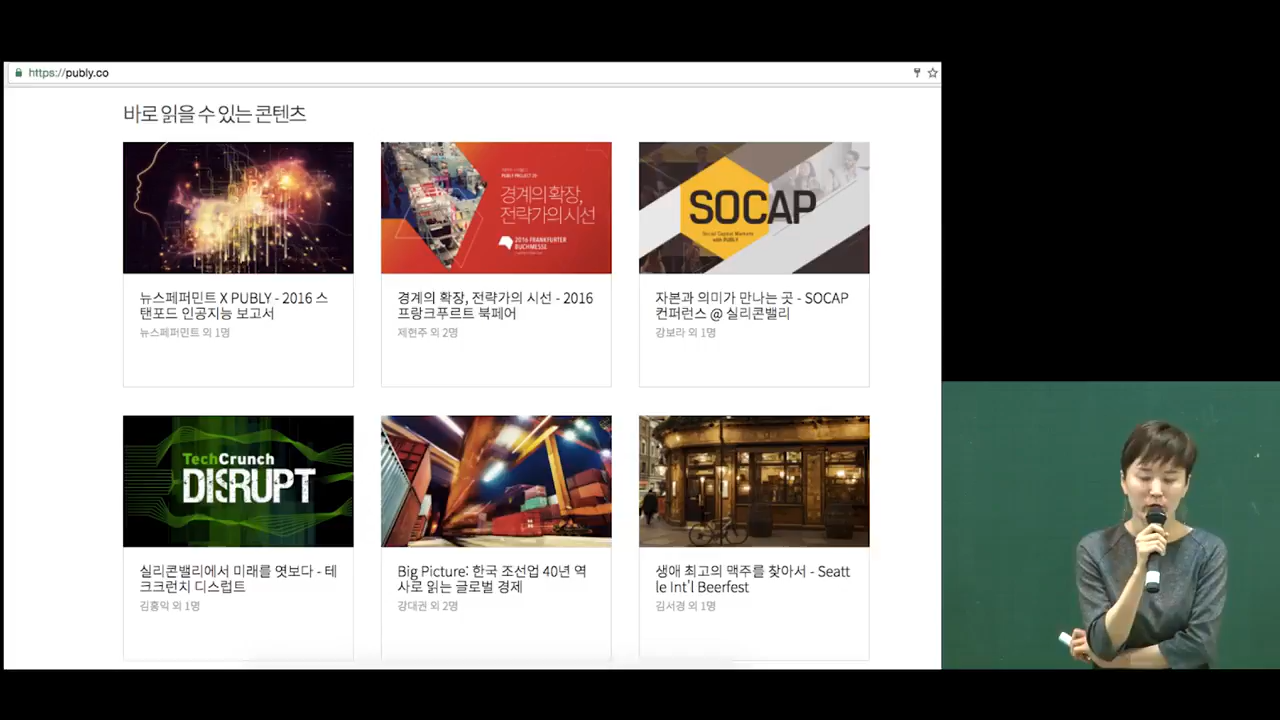 https://publy.co
바로 읽을 수 있는 콘텐츠
PUBLY PROJECT
경계의 확장,
전략가의 시선
2016 FRANKFURTER
BUCHMESSE
SOCAP
Social Capital Markets
with PUBLY
뉴스페퍼민트 X PUBLY - 2016 스
탠포드 인공지능 보고서
뉴스페퍼민트 외 1명
경계의 확장, 전략가의 시선 - 2016
프랑크푸르트 북페어
제현주 외 2명
자본과 의미가 만나는 곳 - SOCAP
컨퍼런스 @ 실리콘밸리
강보라 외 1명
TechCrunch
DISRUPT
실리콘밸리에서 미래를 엿보다 - 테
크크런치 디스럽트
김홍익 외 1명
Big Picture: 한국 조선업 40년 역
사로 읽는 글로벌 경제
강대권 외 2명
생애 최고의 맥주를 찾아서 - Seatt
le Int'l Beerfest
김서경 외 1명